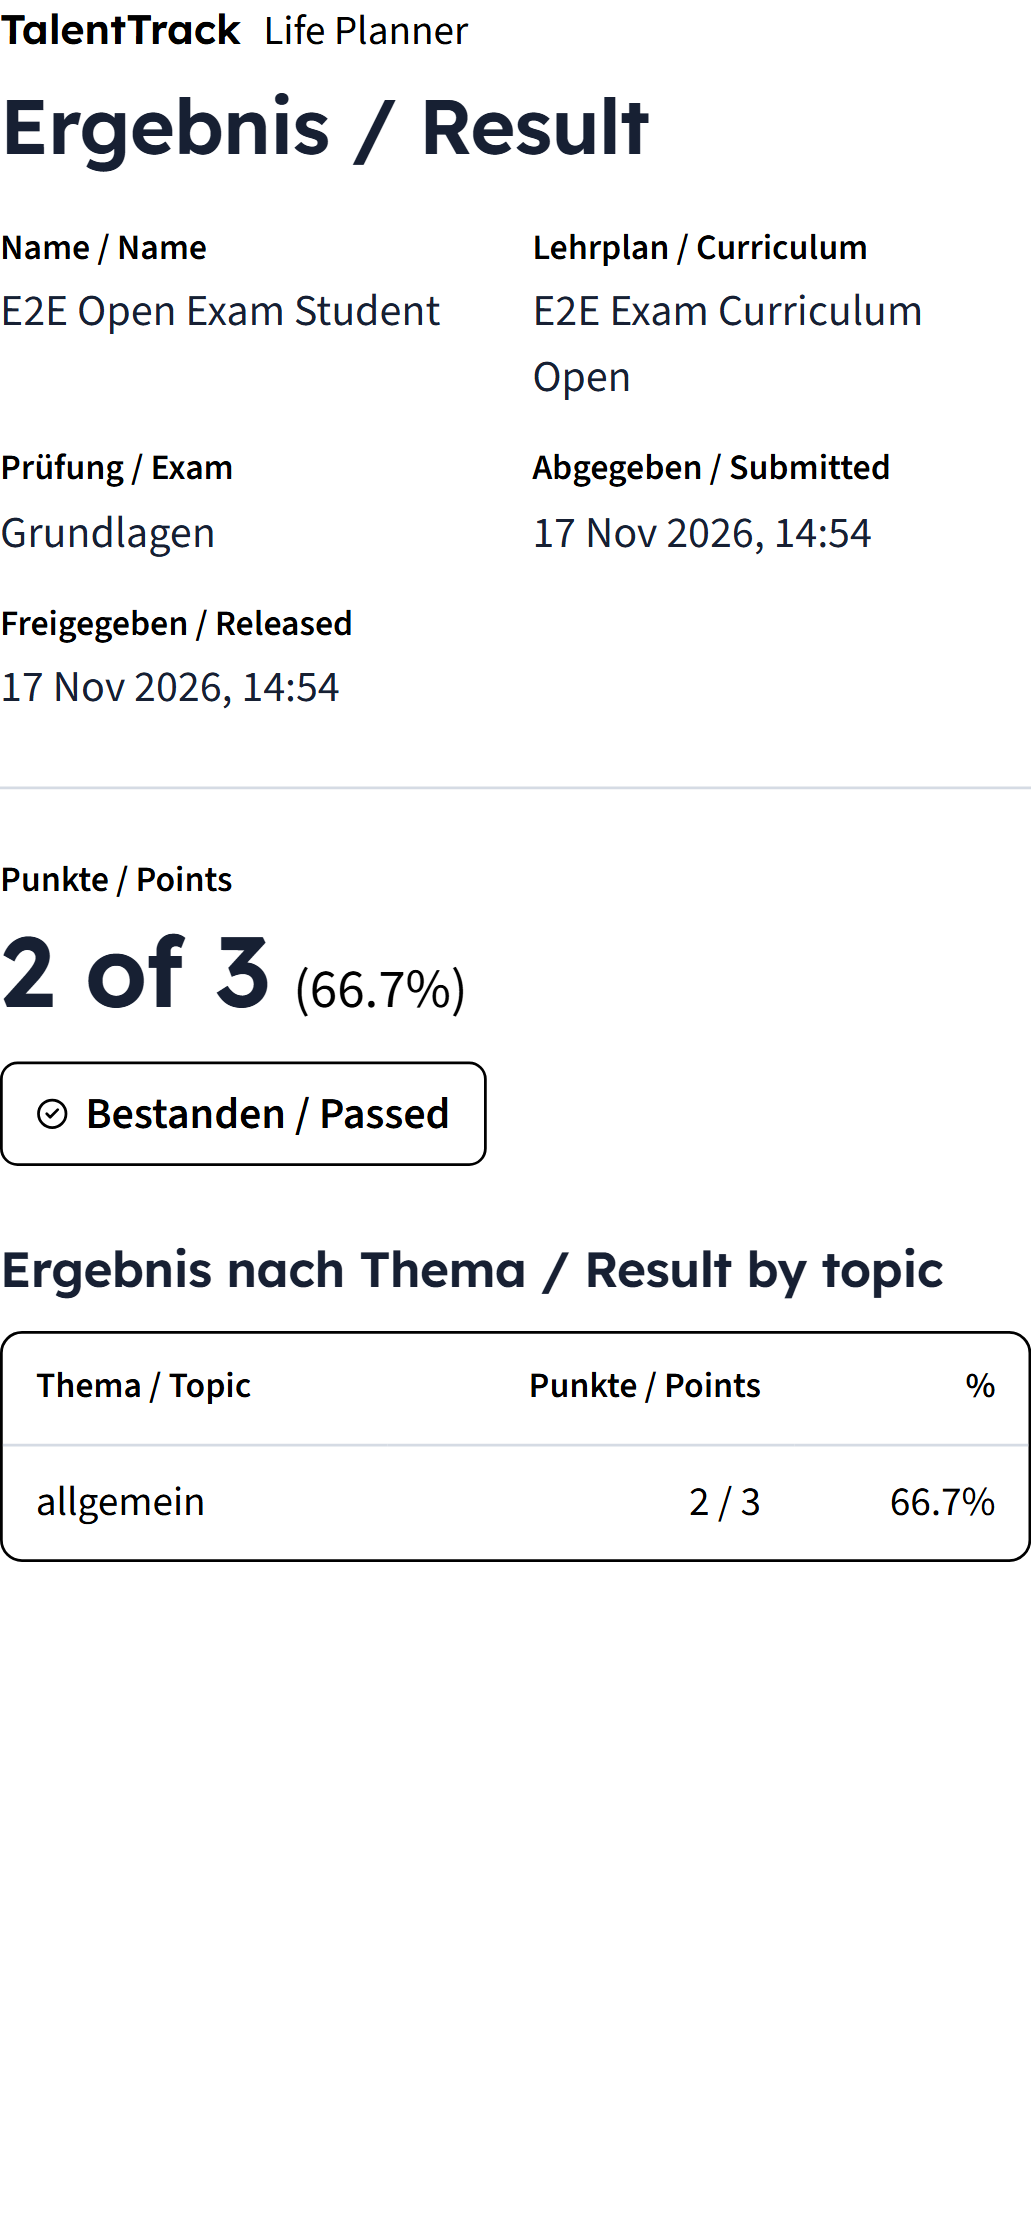 TalentTrack Life Planner
Ergebnis / Result
Name / Name
E2E Open Exam Student
Lehrplan / Curriculum
E2E Exam Curriculum
Open
Prüfung / Exam
Grundlagen
Abgegeben / Submitted
17 Nov 2026, 14:54
Freigegeben / Released
17 Nov 2026, 14:54
Punkte / Points
2 of 3 (66.7%)
Bestanden / Passed
Ergebnis nach Thema / Result by topic
Thema / Topic Punkte / Points %
allgemein 2 / 3 66.7%